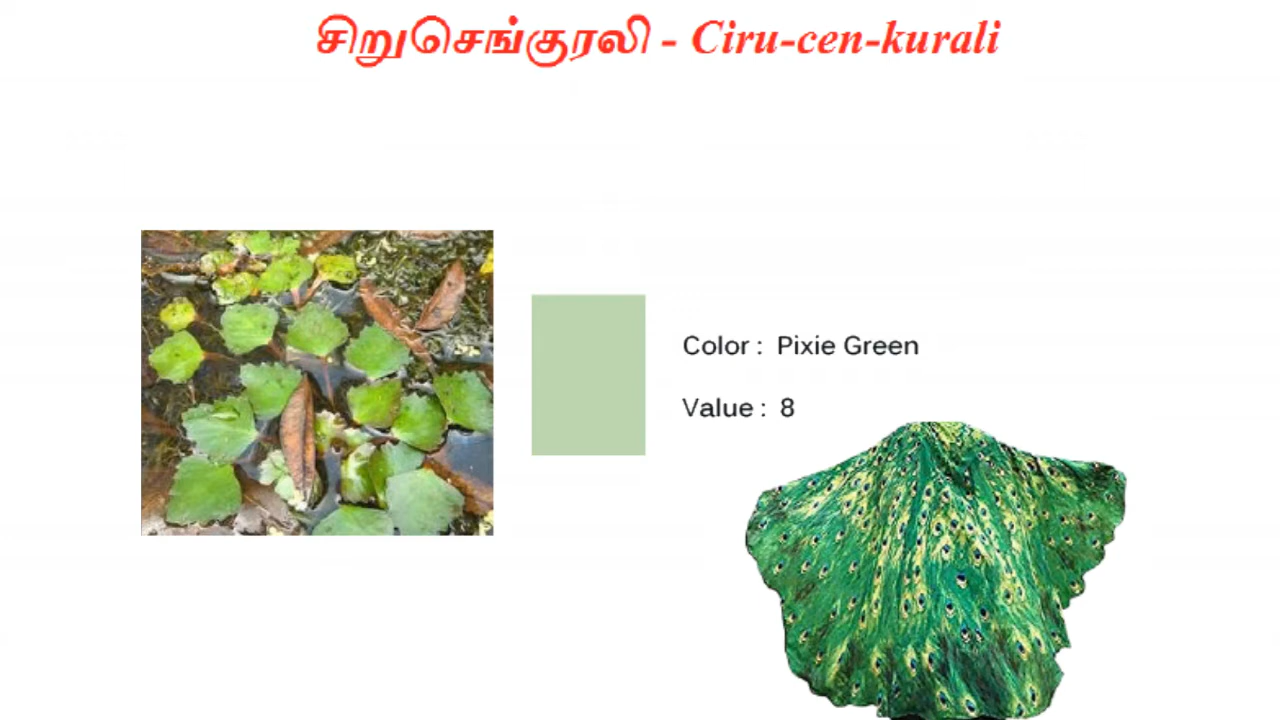 சிறுசெங்குரலி - Ciru-cen-kurali
Color : Pixie Green
Value : 8